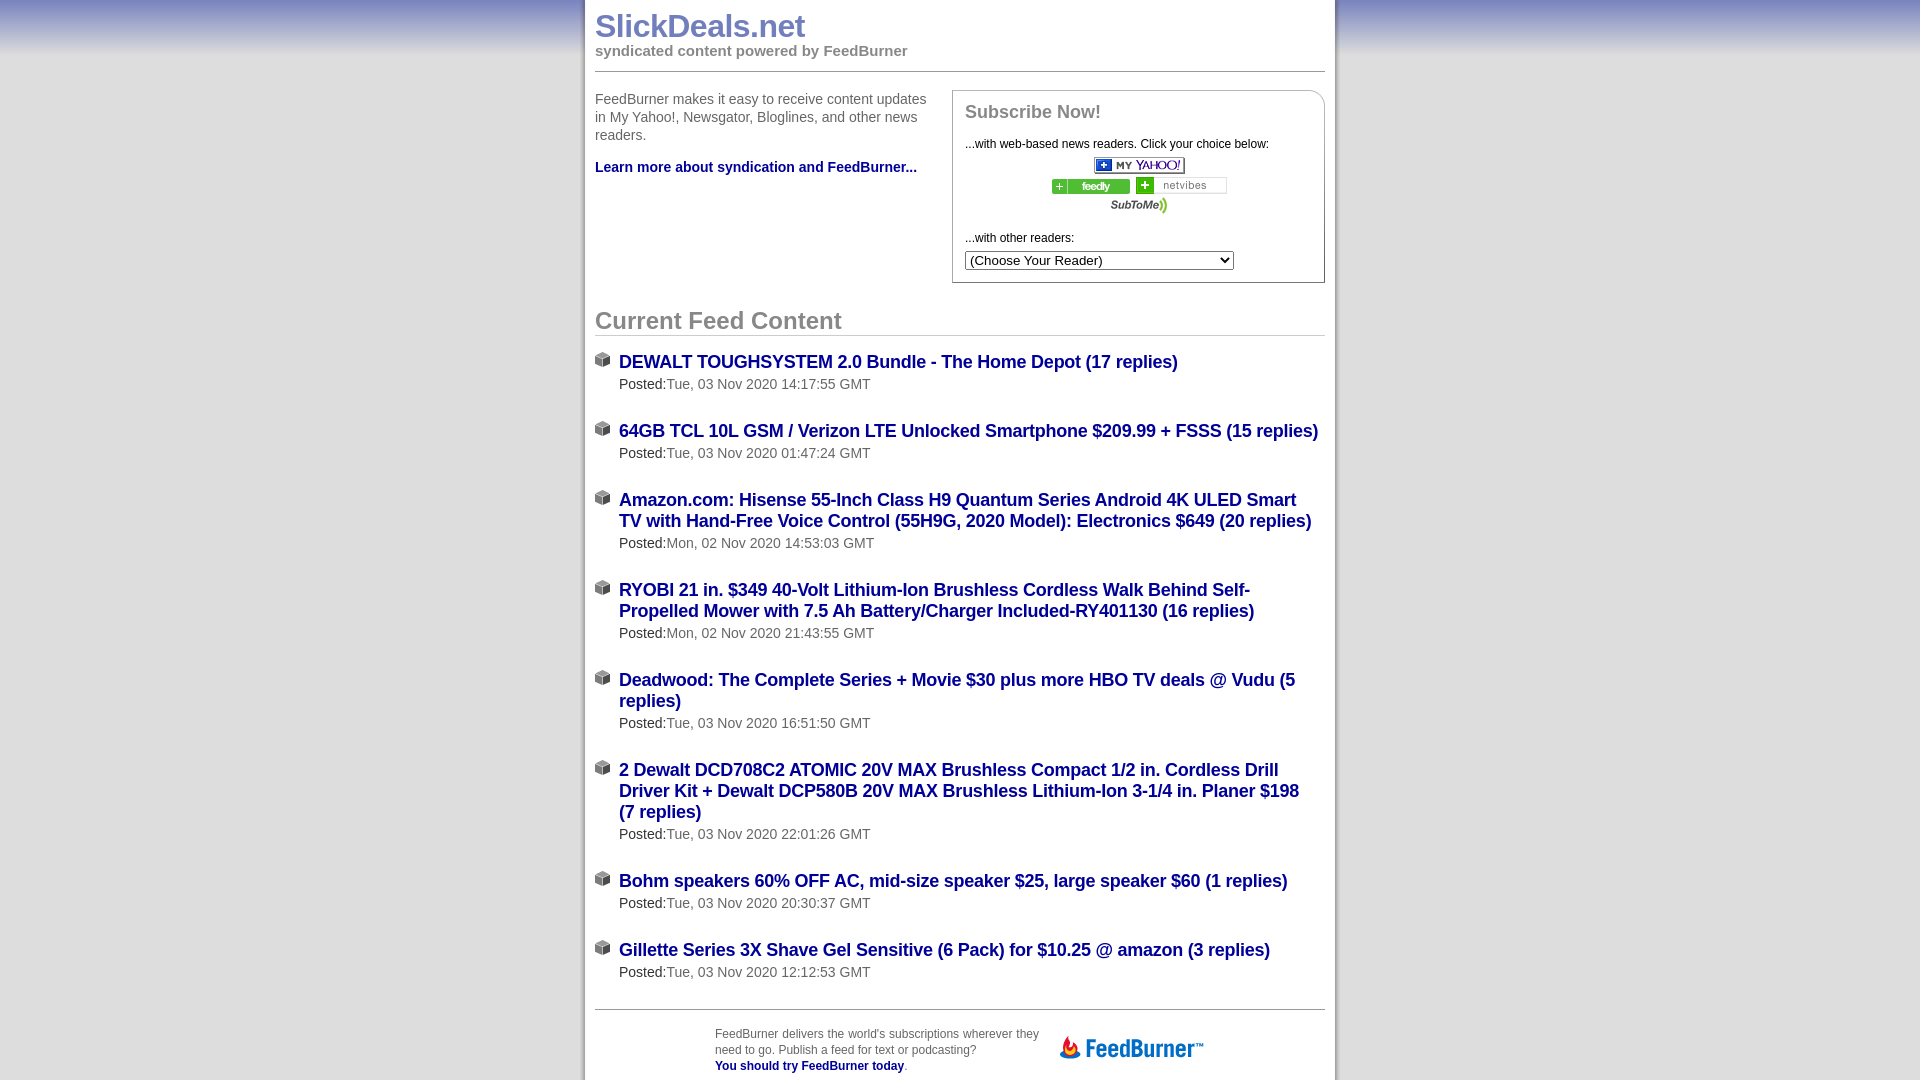 SlickDeals.net
syndicated content powered by FeedBurner
FeedBurner makes it easy to receive content updates
in My Yahoo!, Newsgator, Bloglines, and other news
readers.
Learn more about syndication and FeedBurner...
Subscribe Now!
...with web-based news readers. Click your choice below:
MY YAHOO!
feedly
netvibes
SubToMe
...with other readers:
(Choose Your Reader)
Current Feed Content
DEWALT TOUGHSYSTEM 2.0 Bundle - The Home Depot (17 replies)
Posted:Tue, 03 Nov 2020 14:17:55 GMT
64GB TCL 10L GSM / Verizon LTE Unlocked Smartphone $209.99 + FSSS (15 replies)
Posted:Tue, 03 Nov 2020 01:47:24 GMT
Amazon.com: Hisense 55-Inch Class H9 Quantum Series Android 4K ULED Smart
TV with Hand-Free Voice Control (55H9G, 2020 Model): Electronics $649 (20 replies)
Posted:Mon, 02 Nov 2020 14:53:03 GMT
RYOBI 21 in. $349 40-Volt Lithium-Ion Brushless Cordless Walk Behind Self-
Propelled Mower with 7.5 Ah Battery/Charger Included-RY401130 (16 replies)
Posted:Mon, 02 Nov 2020 21:43:55 GMT
Deadwood: The Complete Series + Movie $30 plus more HBO TV deals @ Vudu (5
replies)
Posted:Tue, 03 Nov 2020 16:51:50 GMT
2 Dewalt DCD708C2 ATOMIC 20V MAX Brushless Compact 1/2 in. Cordless Drill
Driver Kit + Dewalt DCP580B 20V MAX Brushless Lithium-Ion 3-1/4 in. Planer $198
(7 replies)
Posted:Tue, 03 Nov 2020 22:01:26 GMT
Bohm speakers 60% OFF AC, mid-size speaker $25, large speaker $60 (1 replies)
Posted:Tue, 03 Nov 2020 20:30:37 GMT
Gillette Series 3X Shave Gel Sensitive (6 Pack) for $10.25 @ amazon (3 replies)
Posted:Tue, 03 Nov 2020 12:12:53 GMT
FeedBurner delivers the world's subscriptions wherever they
need to go. Publish a feed for text or podcasting?
You should try FeedBurner today.
FeedBurner™